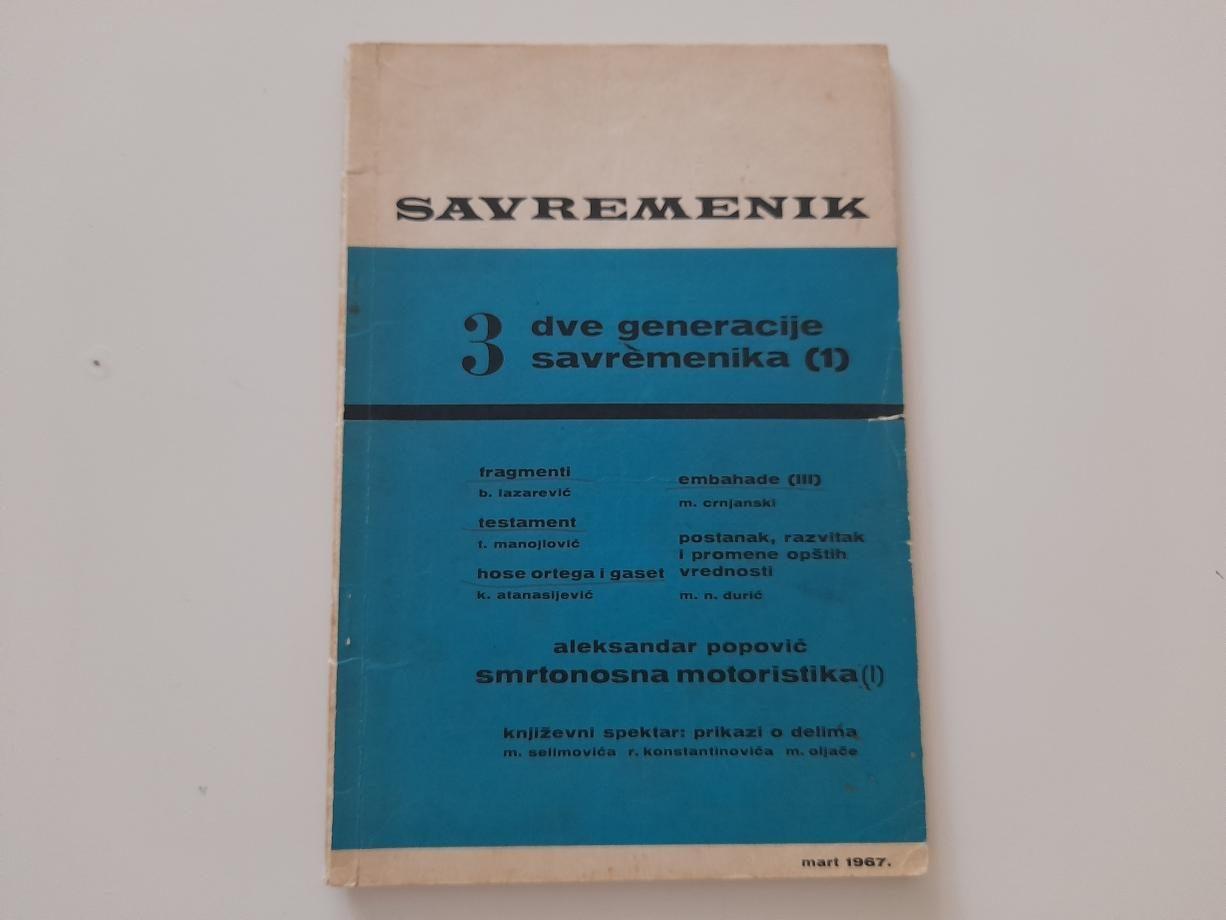 SAVREMENIK
3
dve generacije
savremenika (1)
fragmenti
b. lazarević
testament
t. manojlović
hose ortega i gaset
k. atanasijević
embahade (III)
m. crnjanski
postanak, razvitak
i promene opštih
vrednosti
m. n. đurić
aleksandar popović
smrtonosna motoristika (I)
književni spektar: prikazi o delima
m. selimovića r. konstantinovića m. oljače
mart 1967.